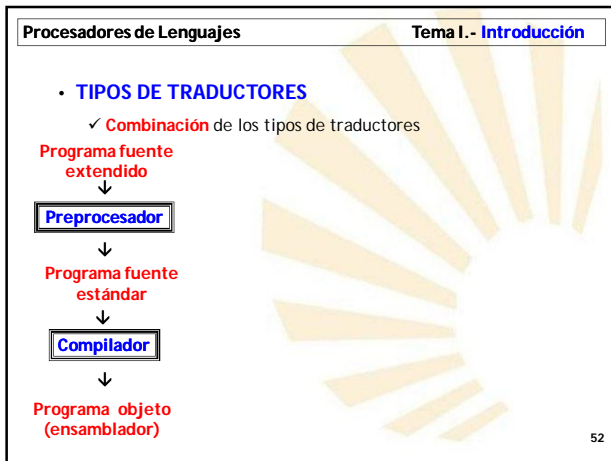 Procesadores de Lenguajes Tema I.- Introducción
• TIPOS DE TRADUCTORES
✓ Combinación de los tipos de traductores
Programa fuente
extendido
↓
Preprocesador
↓
Programa fuente
estándar
↓
Compilador
↓
Programa objeto
(ensamblador)
52